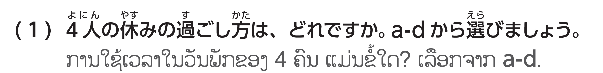 (1) 4人の休みの過ごし方は、どれですか。a-dから選びましょう。
ການໃຊ້ເວລາໃນວັນພັກຂອງ 4 ຄົນ ແມ່ນຂໍ້ໃດ? ເລືອກຈາກ a-d.